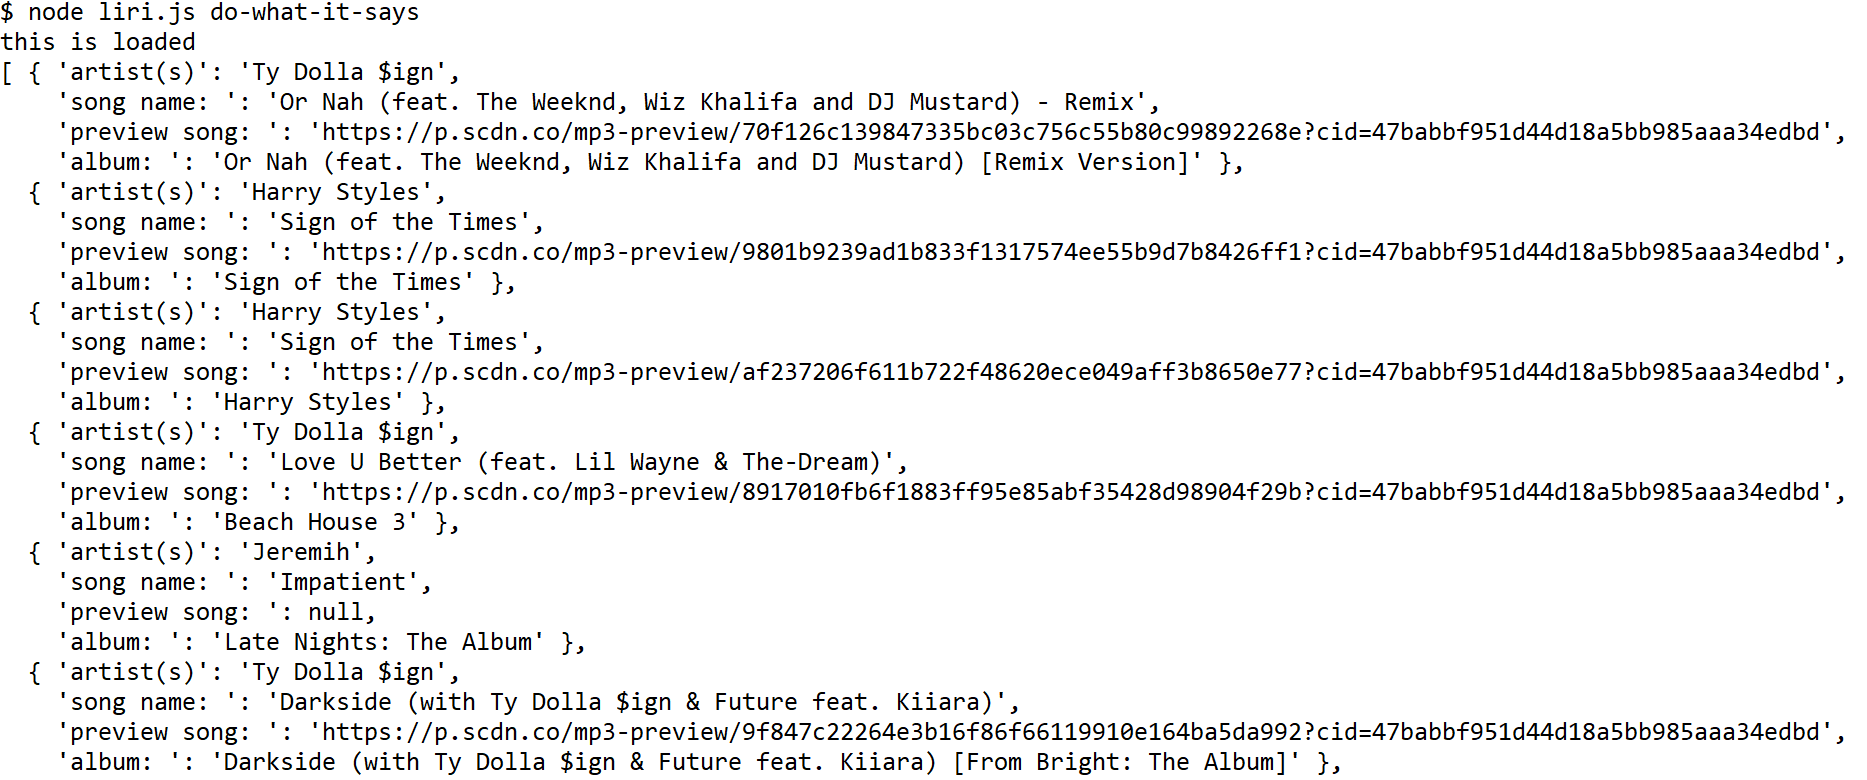 $ node liri.js do-what-it-says
this is loaded
[ { 'artist(s)': 'Ty Dolla $ign',
    'song name: ': 'Or Nah (feat. The Weeknd, Wiz Khalifa and DJ Mustard) - Remix',
    'preview song: ': 'https://p.scdn.co/mp3-preview/70f126c139847335bc03c756c55b80c99892268e?cid=47babbf951d44d18a5bb985aaa34edbd',
    'album: ': 'Or Nah (feat. The Weeknd, Wiz Khalifa and DJ Mustard) [Remix Version]' },
  { 'artist(s)': 'Harry Styles',
    'song name: ': 'Sign of the Times',
    'preview song: ': 'https://p.scdn.co/mp3-preview/9801b9239ad1b833f1317574ee55b9d7b8426ff1?cid=47babbf951d44d18a5bb985aaa34edbd',
    'album: ': 'Sign of the Times' },
  { 'artist(s)': 'Harry Styles',
    'song name: ': 'Sign of the Times',
    'preview song: ': 'https://p.scdn.co/mp3-preview/af237206f611b722f48620ece049aff3b8650e77?cid=47babbf951d44d18a5bb985aaa34edbd',
    'album: ': 'Harry Styles' },
  { 'artist(s)': 'Ty Dolla $ign',
    'song name: ': 'Love U Better (feat. Lil Wayne & The-Dream)',
    'preview song: ': 'https://p.scdn.co/mp3-preview/8917010fb6f1883ff95e85abf35428d98904f29b?cid=47babbf951d44d18a5bb985aaa34edbd',
    'album: ': 'Beach House 3' },
  { 'artist(s)': 'Jeremih',
    'song name: ': 'Impatient',
    'preview song: ': null,
    'album: ': 'Late Nights: The Album' },
  { 'artist(s)': 'Ty Dolla $ign',
    'song name: ': 'Darkside (with Ty Dolla $ign & Future feat. Kiiara)',
    'preview song: ': 'https://p.scdn.co/mp3-preview/9f847c22264e3b16f86f66119910e164ba5da992?cid=47babbf951d44d18a5bb985aaa34edbd',
    'album: ': 'Darkside (with Ty Dolla $ign & Future feat. Kiiara) [From Bright: The Album]' },